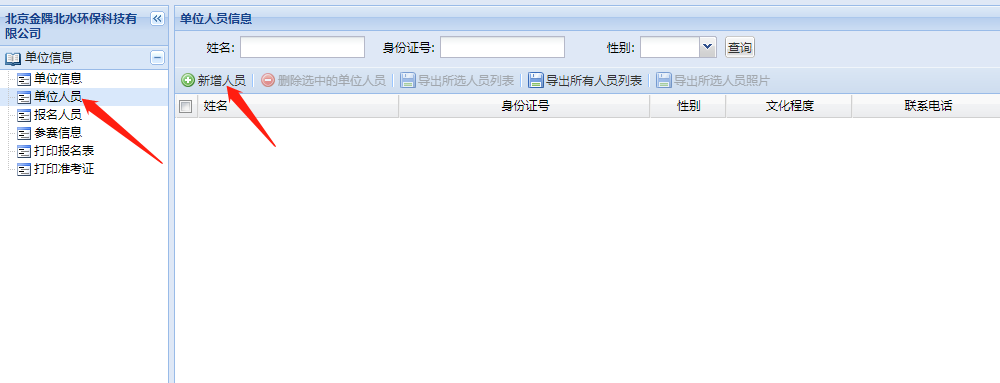 北京金隅北水环保科技有
限公司
单位信息
单位信息
单位人员
报名人员
参赛信息
打印报名表
打印准考证
单位人员信息
姓名: 身份证号: 性别: 查询
新增人员 删除选中的单位人员 导出所选人员列表 导出所有人员列表 导出所选人员照片
姓名 身份证号 性别 文化程度 联系电话